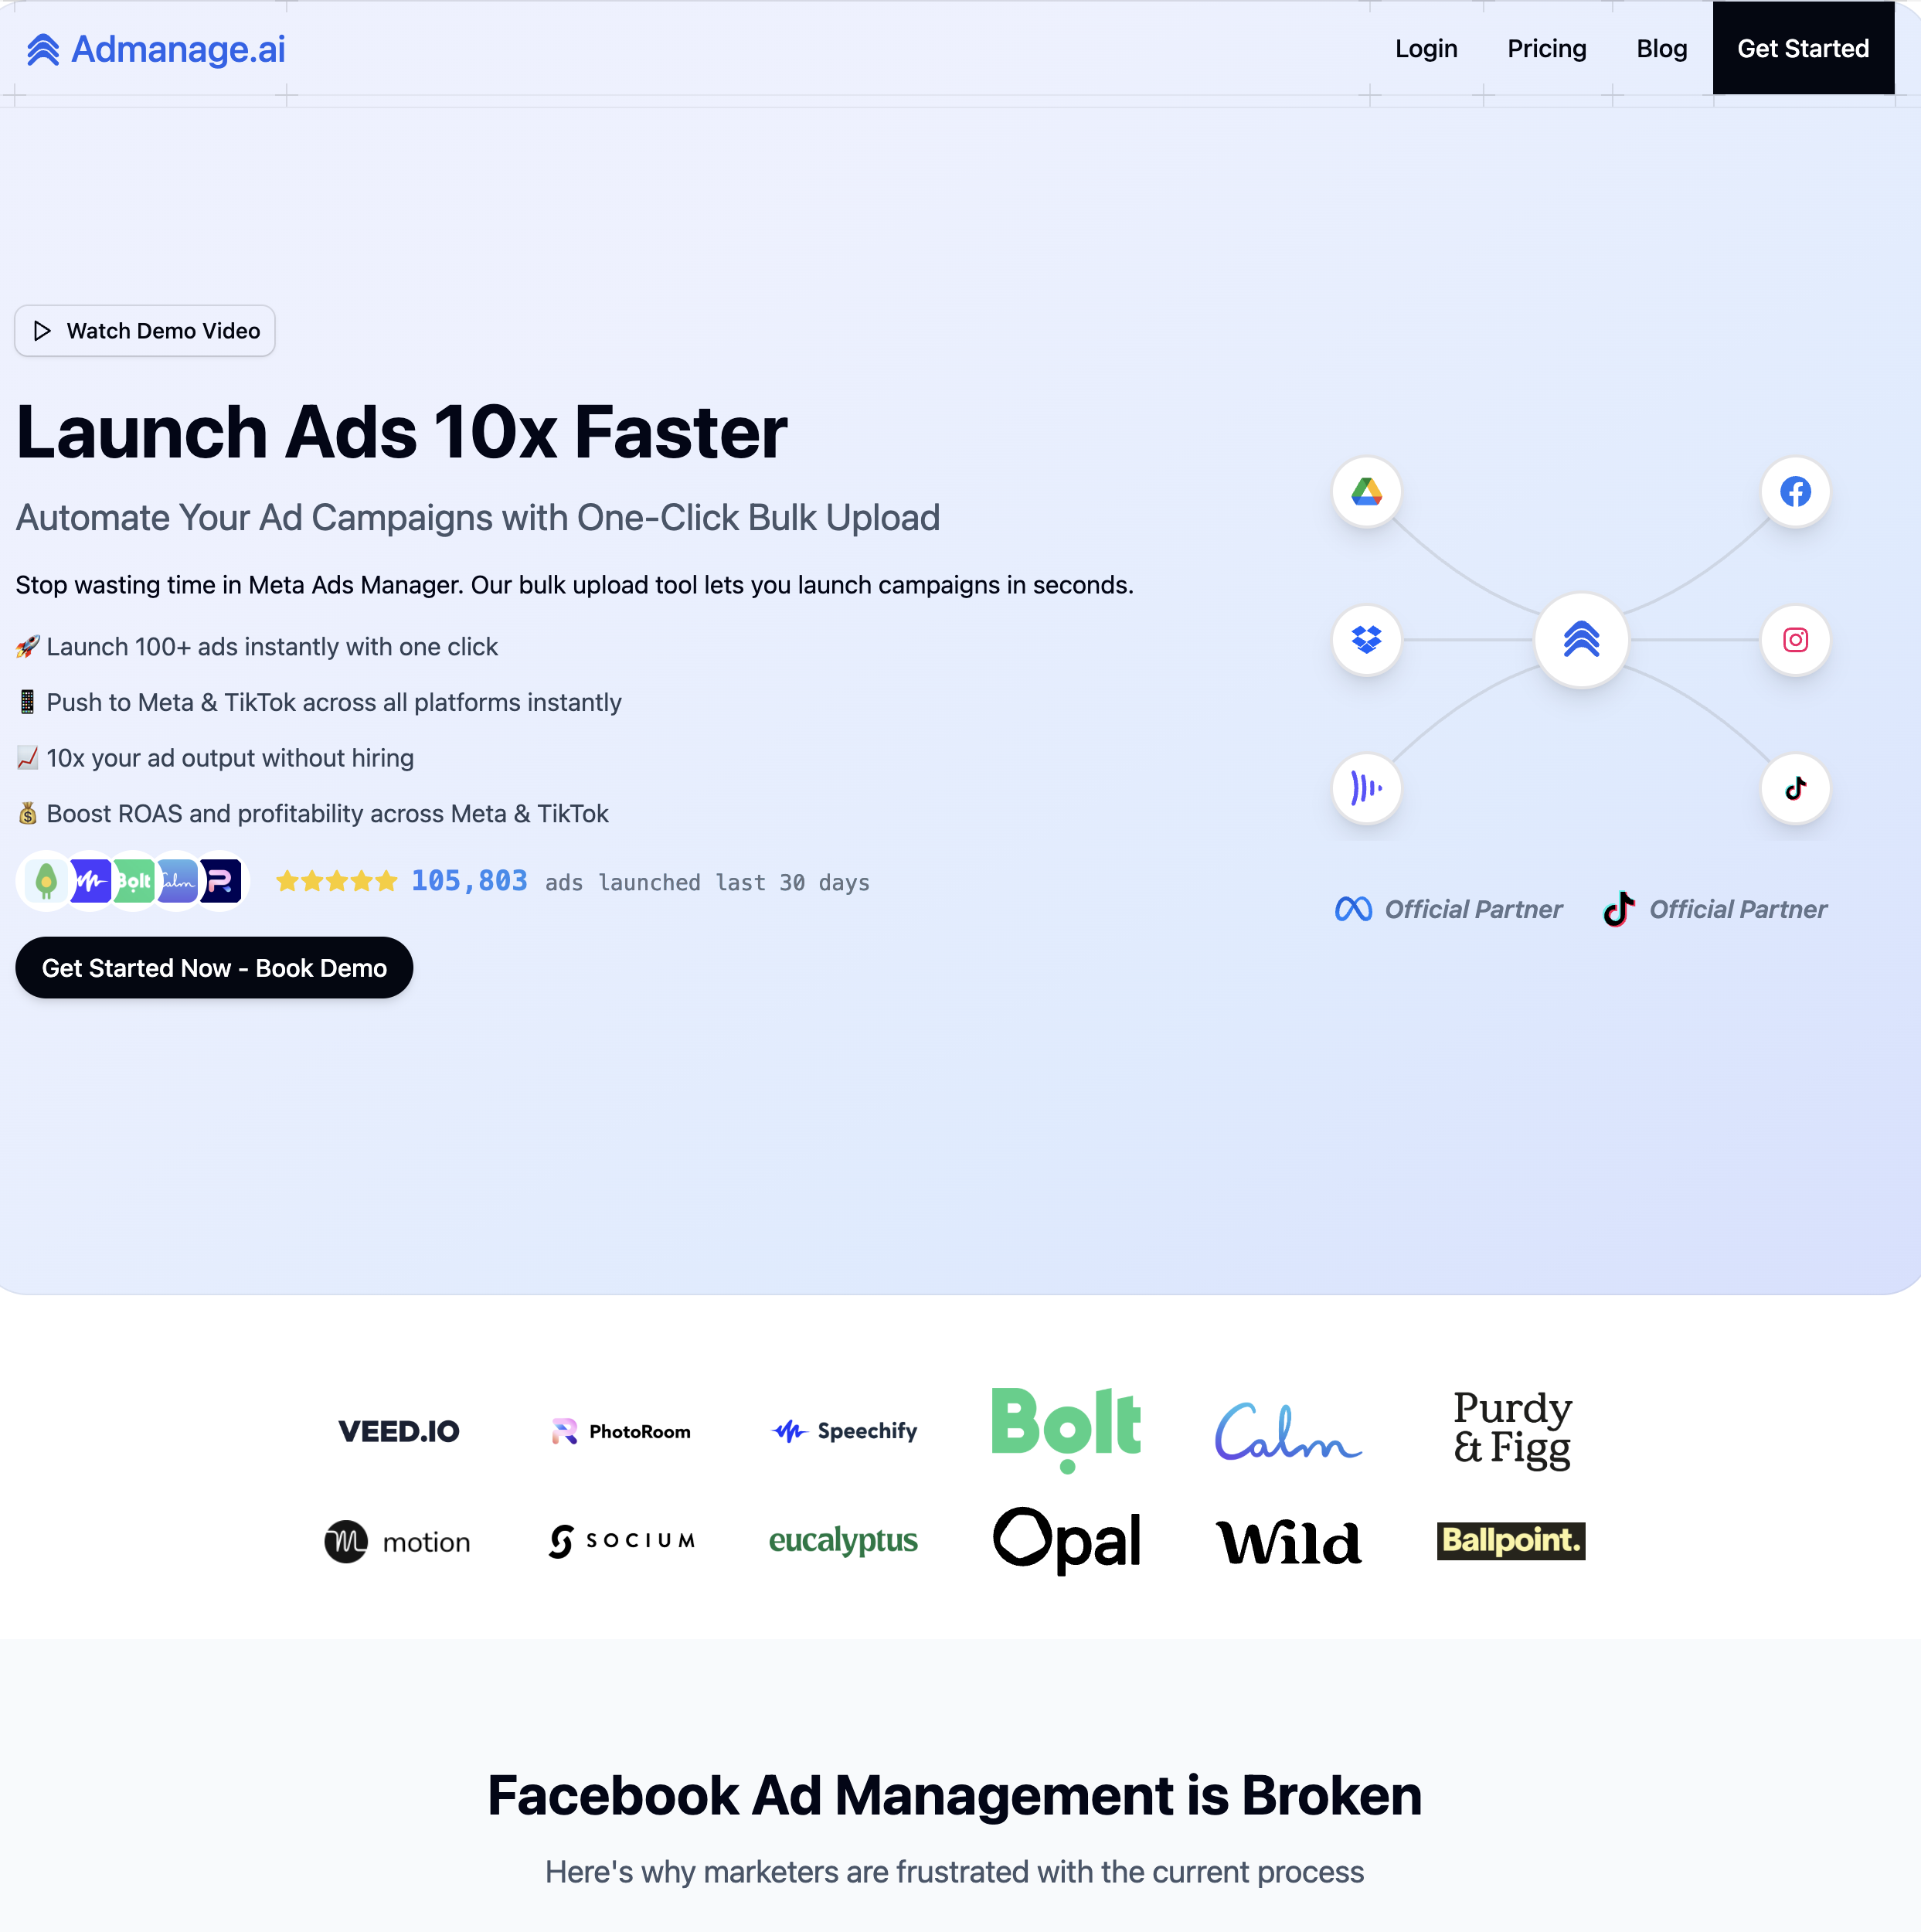 Admanage.ai
Login
Pricing
Blog
Get Started
Watch Demo Video
Launch Ads 10x Faster
Automate Your Ad Campaigns with One-Click Bulk Upload
Stop wasting time in Meta Ads Manager. Our bulk upload tool lets you launch campaigns in seconds.
🚀 Launch 100+ ads instantly with one click
📱 Push to Meta & TikTok across all platforms instantly
📈 10x your ad output without hiring
💰 Boost ROAS and profitability across Meta & TikTok
Bolt
Calm
R
105,803 ads launched last 30 days
Official Partner
Official Partner
Get Started Now - Book Demo
VEED.IO
PhotoRoom
Speechify
Bolt
Calm
Purdy
& Figg
motion
SOCIUM
eucalyptus
Opal
Wild
Ballpoint.
Facebook Ad Management is Broken
Here's why marketers are frustrated with the current process